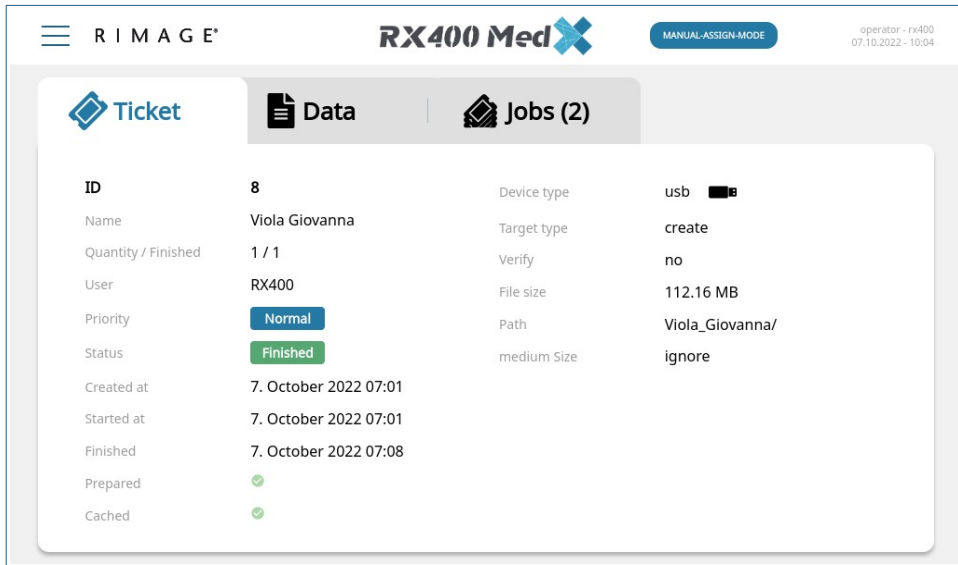 RIMAGE®
RX400 MedX
MANUAL-ASSIGN-MODE
operator - rx400
07.10.2022 - 10:04
Ticket
Data
Jobs (2)
ID 8
Name Viola Giovanna
Quantity / Finished 1 / 1
User RX400
Priority Normal
Status Finished
Created at 7. October 2022 07:01
Started at 7. October 2022 07:01
Finished 7. October 2022 07:08
Prepared
Cached
Device type usb
Target type create
Verify no
File size 112.16 MB
Path Viola_Giovanna/
medium Size ignore